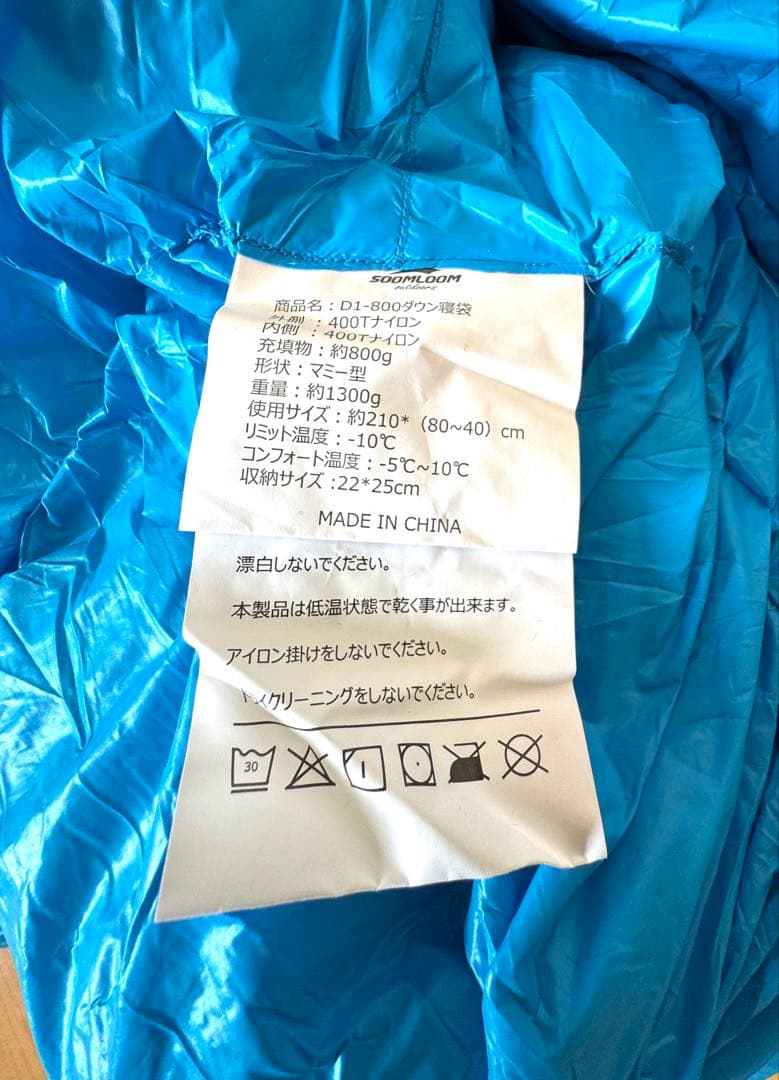 SOOMLOOM
outdoors
商品名：D1-800ダウン寝袋
外側：400Tナイロン
内側：400Tナイロン
充填物：約800g
形状：マミー型
重量：約1300g
使用サイズ：約210*（80~40）cm
リミット温度：-10℃
コンフォート温度：-5℃~10℃
収納サイズ:22*25cm
MADE IN CHINA
漂白しないでください。
本製品は低温状態で乾く事が出来ます。
アイロン掛けをしないでください。
クリーニングをしないでください。
30